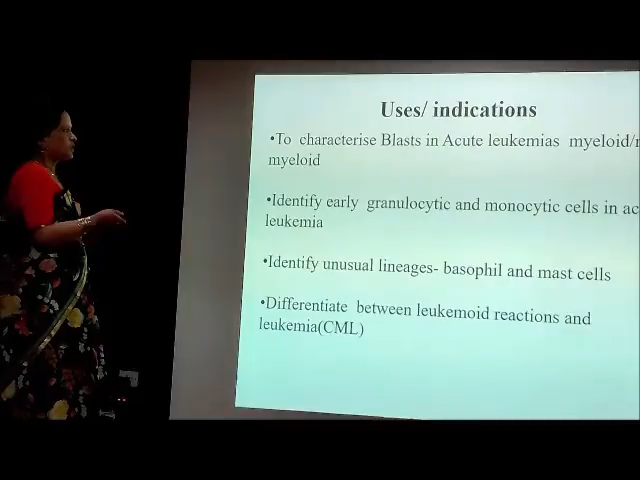 Uses/ indications
•To characterise Blasts in Acute leukemias myeloid/
myeloid
•Identify early granulocytic and monocytic cells in
leukemia
•Identify unusual lineages- basophil and mast cells
•Differentiate between leukemoid reactions and
leukemia(CML)